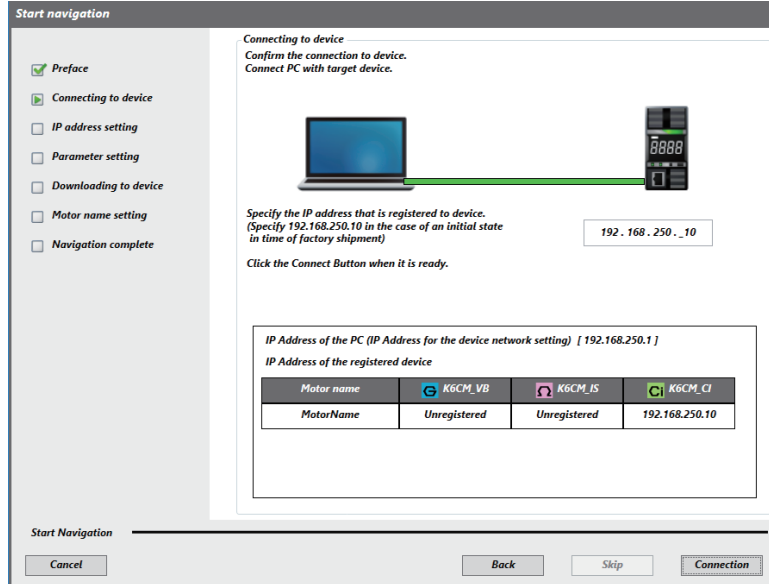 Start navigation
Preface
Connecting to device
IP address setting
Parameter setting
Downloading to device
Motor name setting
Navigation complete
Connecting to device
Confirm the connection to device.
Connect PC with target device.
8888
Specify the IP address that is registered to device.
(Specify 192.168.250.10 in the case of an initial state
in time of factory shipment)
192 . 168 . 250 . _10
Click the Connect Button when it is ready.
IP Address of the PC (IP Address for the device network setting) [ 192.168.250.1 ]
IP Address of the registered device
Motor name G K6CM_VB Ω K6CM_IS Ci K6CM_CI
MotorName Unregistered Unregistered 192.168.250.10
Start Navigation
Cancel Back Skip Connection